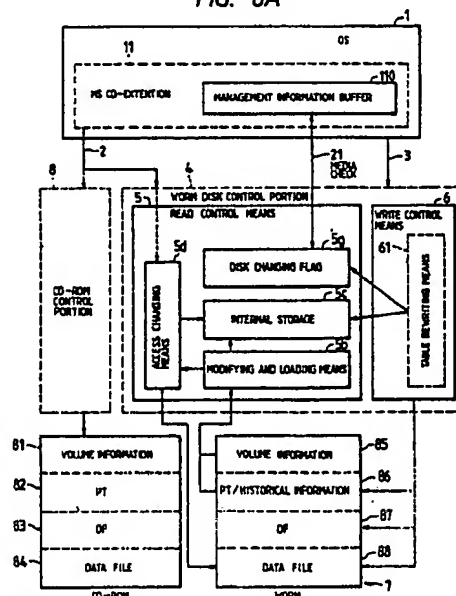 FIG. 8A
1
OS
11
MS CD-EXTENTION
110
MANAGEMENT INFORMATION BUFFER
2
21
MEDIA
CHECK
3
8
4
WORM DISK CONTROL PORTION
5
READ CONTROL MEANS
6
WRITE CONTROL
MEANS
61
TABLE REWRITING MEANS
CD-ROM
CONTROL
PORTION
5d
ACCESS CHANGING
MEANS
5g
DISK CHANGING FLAG
5c
INTERNAL STORAGE
5b
MODIFYING AND LOADING MEANS
81
VOLUME INFORMATION
82
PT
83
DF
84
DATA FILE
CD-ROM
VOLUME INFORMATION
85
PT/HISTORICAL INFORMATION
86
DF
87
DATA FILE
88
WORM
7